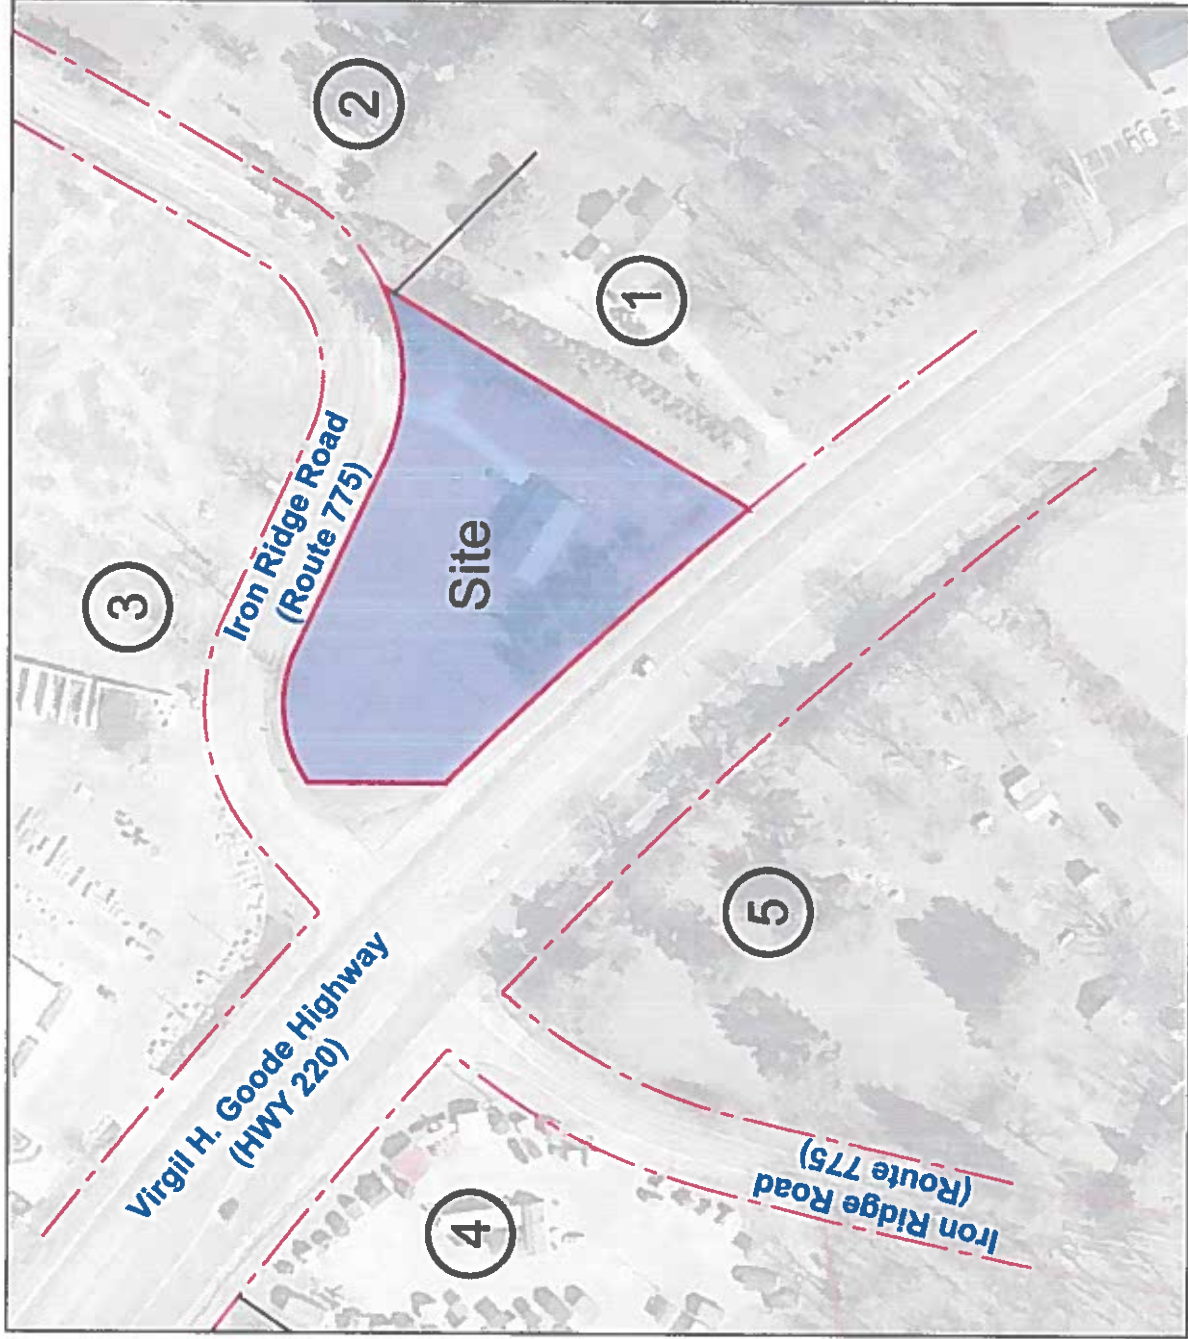 2
1
3
Iron Ridge Road
(Route 775)
Site
Virgil H. Goode Highway
(HWY 220)
5
4
Iron Ridge Road
(Route 775)